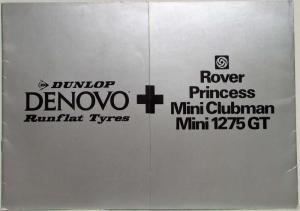 DUNLOP
DENOVO
Runflat Tyres
+
Rover
Princess
Mini Clubman
Mini 1275 GT